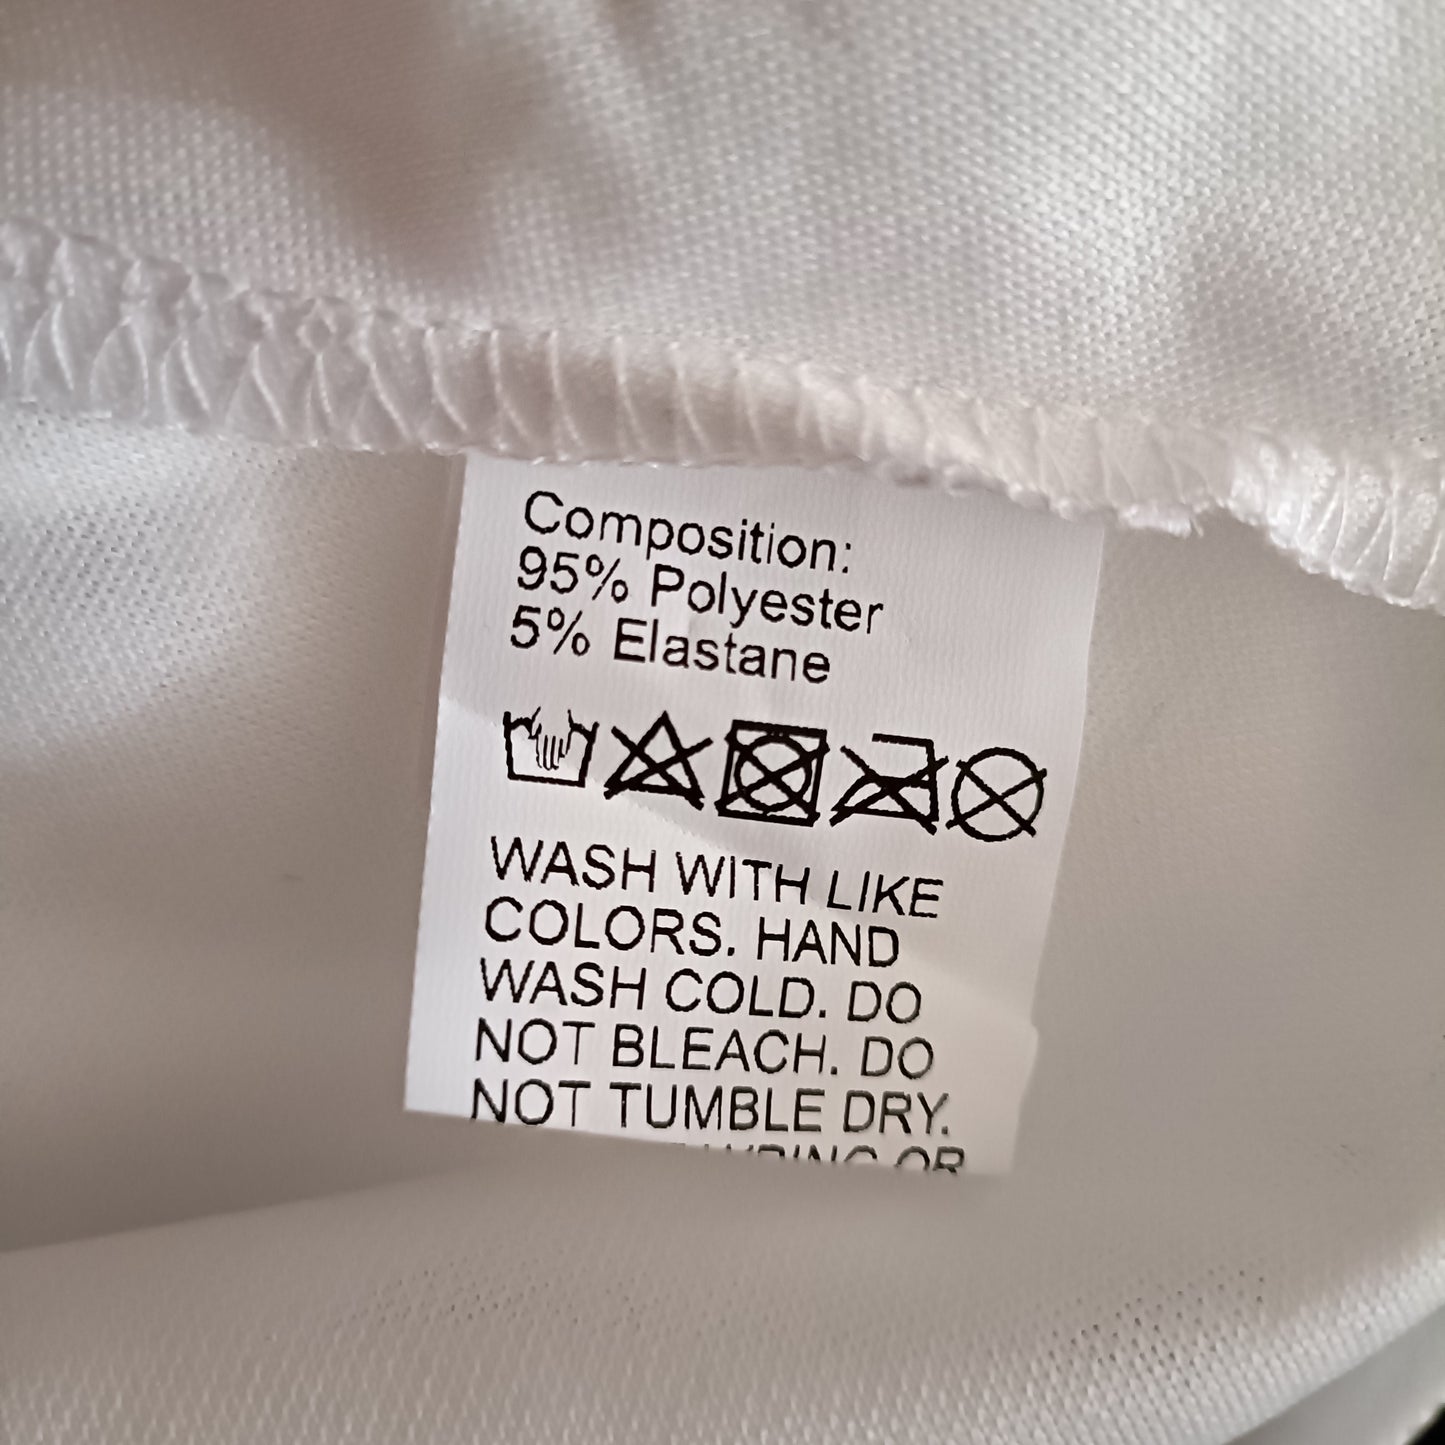 Composition:
95% Polyester
5% Elastane
WASH WITH LIKE
COLORS. HAND
WASH COLD. DO
NOT BLEACH. DO
NOT TUMBLE DRY.
OR